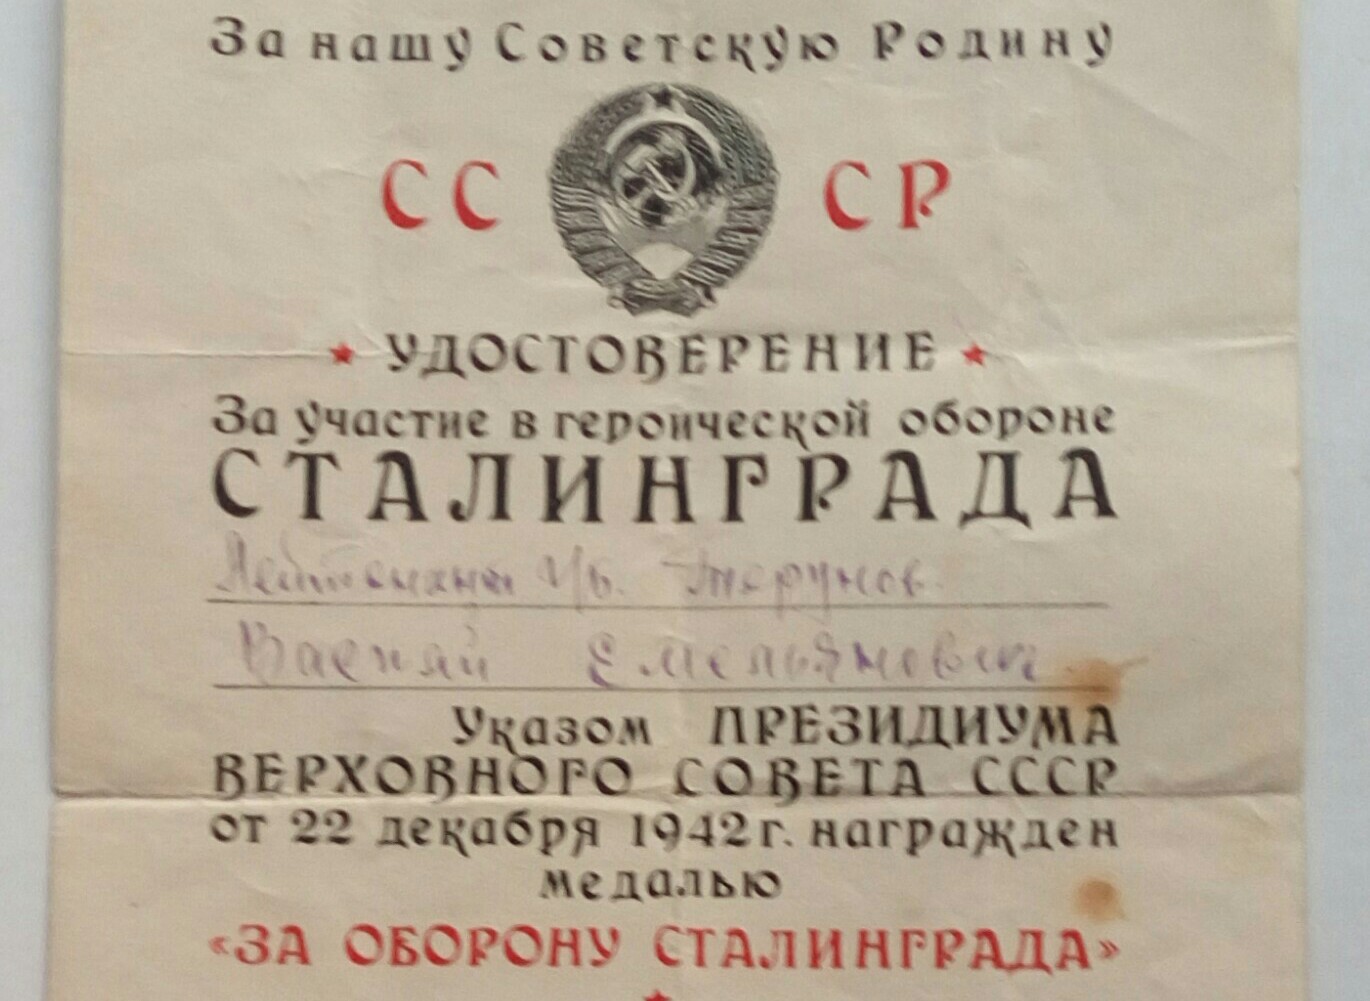 За нашу Советскую Родину
СС СР
УДОСТОВЕРЕНИЕ
За участие в героической обороне
СТАЛИНГРАДА
Лейтенант
Василий Емельянович
Указом ПРЕЗИДИУМА
ВЕРХОВНОГО СОВЕТА СССР
от 22 декабря 1942 г. награжден
медалью
«ЗА ОБОРОНУ СТАЛИНГРАДА»